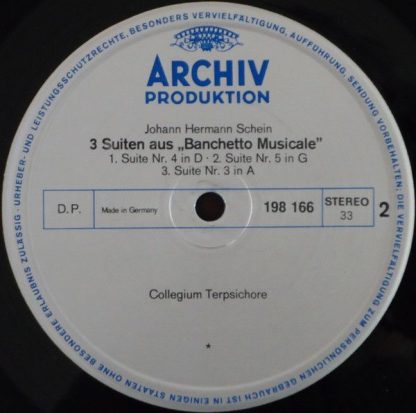 URHEBER- UND LEISTUNGSSCHUTZRECHTE, BESONDERS VERVIELFÄLTIGUNG, AUFFÜHRUNG, SENDUNG VORBEHALTEN; DIE VERVIELFÄLTIGUNG ZUM PERSÖNLICHEN GEBRAUCH IST IN EINIGEN STAATEN OHNE BESONDERE ERLAUBNIS ZULÄSSIG ·
ARCHIV
PRODUKTION
Johann Hermann Schein
3 Suiten aus „Banchetto Musicale"
1. Suite Nr. 4 in D · 2. Suite Nr. 5 in G
3. Suite Nr. 3 in A
D.P. Made in Germany 198 166 STEREO 33 2
Collegium Terpsichore
*